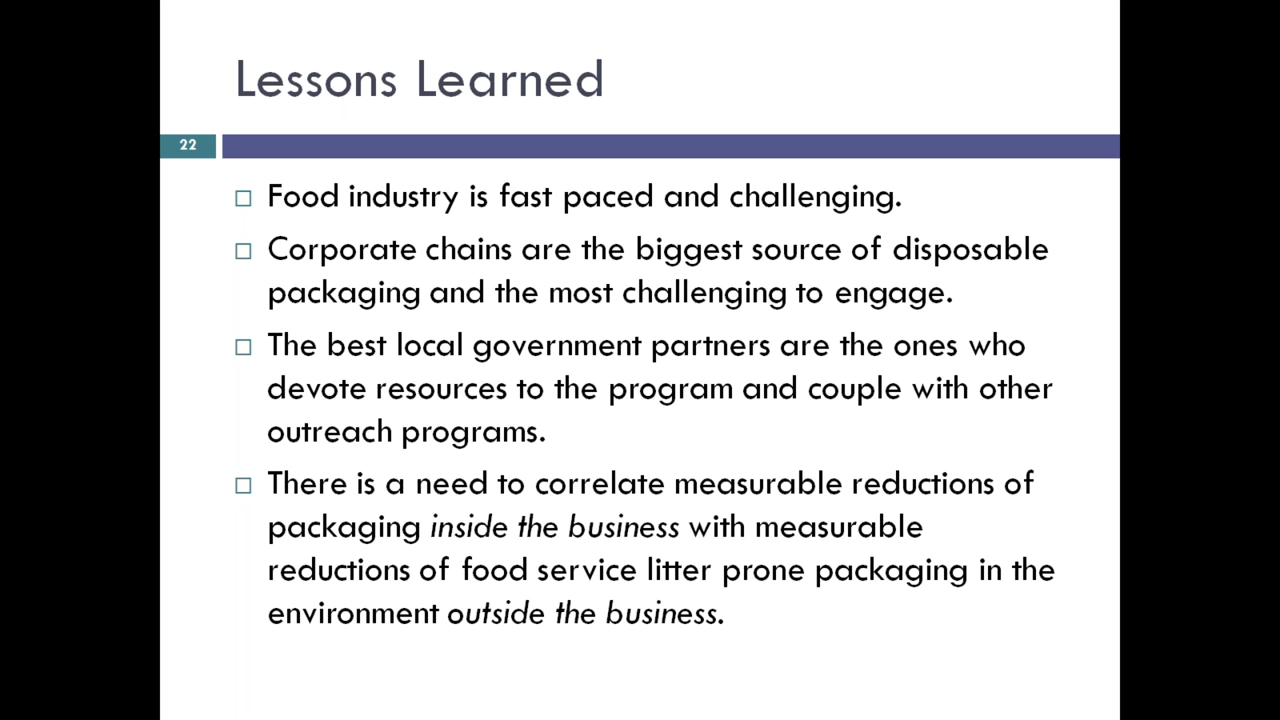 Lessons Learned
22
Food industry is fast paced and challenging.
Corporate chains are the biggest source of disposable
packaging and the most challenging to engage.
The best local government partners are the ones who
devote resources to the program and couple with other
outreach programs.
There is a need to correlate measurable reductions of
packaging inside the business with measurable
reductions of food service litter prone packaging in the
environment outside the business.